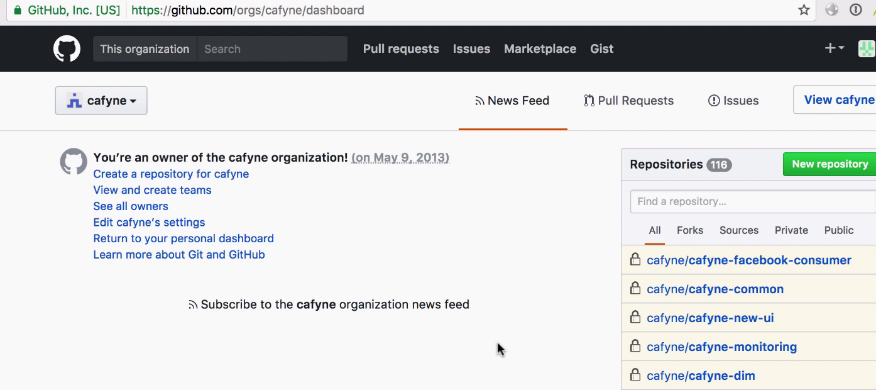 GitHub, Inc. [US] https://github.com/orgs/cafyne/dashboard
This organization Search Pull requests Issues Marketplace Gist
cafyne News Feed Pull Requests Issues View cafyne
You're an owner of the cafyne organization! (on May 9, 2013)
Create a repository for cafyne
View and create teams
See all owners
Edit cafyne's settings
Return to your personal dashboard
Learn more about Git and GitHub
Subscribe to the cafyne organization news feed
Repositories 116 New repository
Find a repository...
All Forks Sources Private Public
cafyne/cafyne-facebook-consumer
cafyne/cafyne-common
cafyne/cafyne-new-ui
cafyne/cafyne-monitoring
cafyne/cafyne-dim